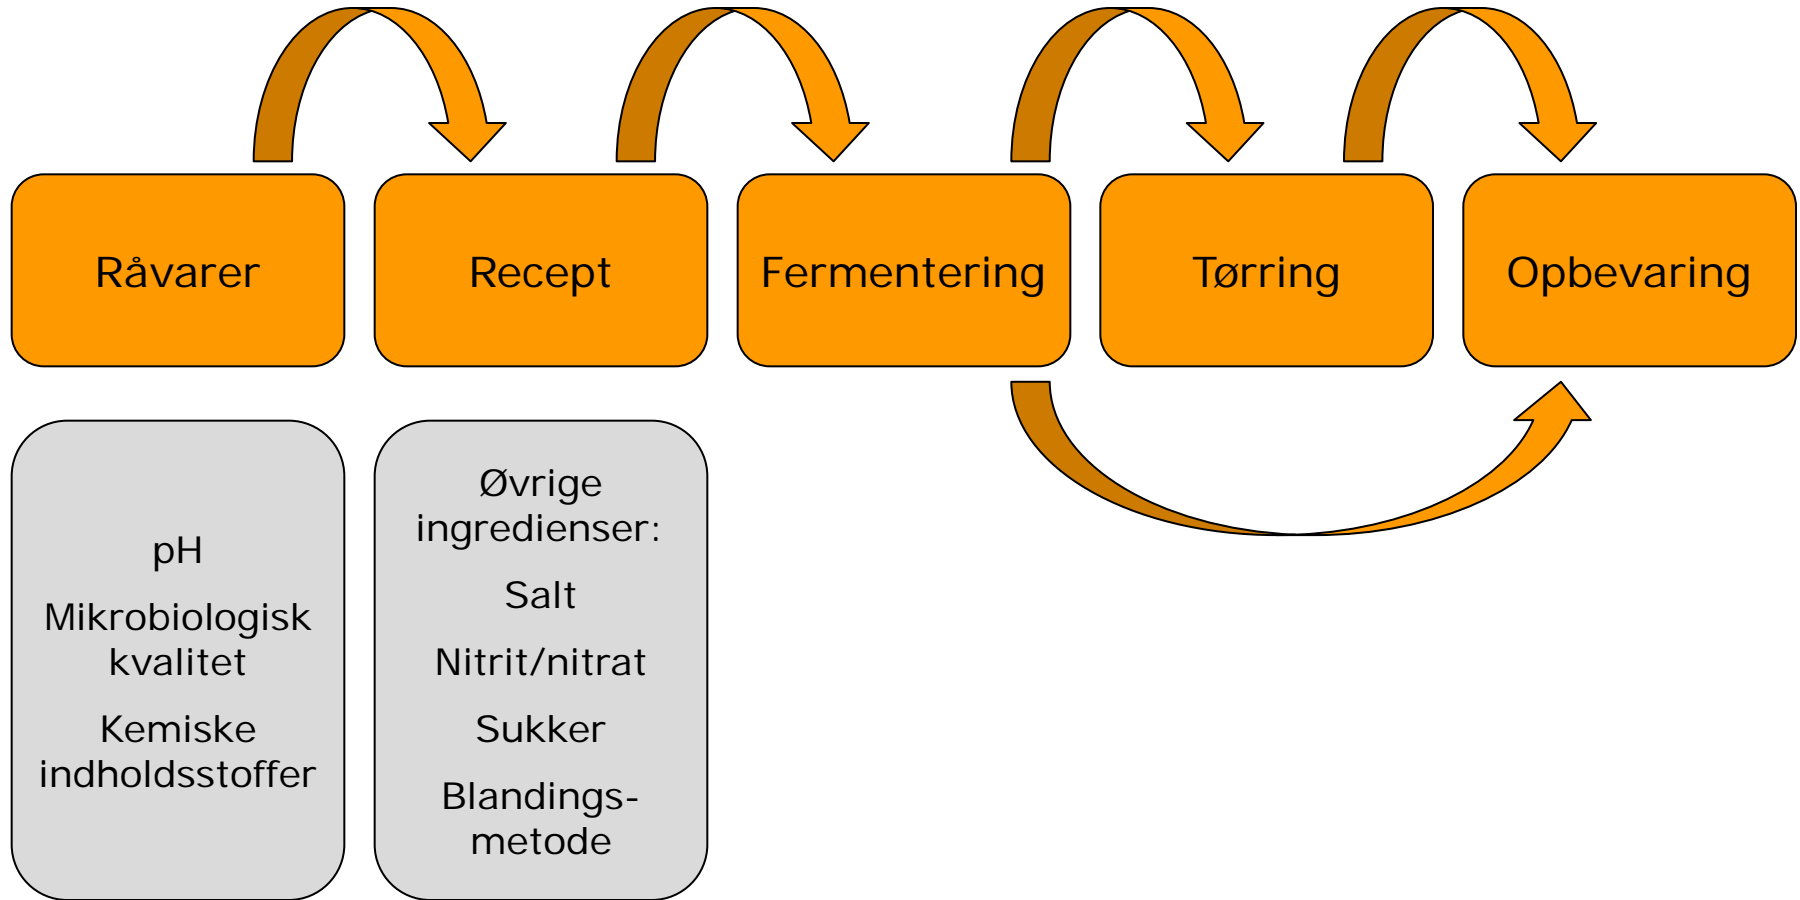 Råvarer
Recept
Fermentering
Tørring
Opbevaring
pH
Mikrobiologisk
kvalitet
Kemiske
indholdsstoffer
Øvrige
ingredienser:
Salt
Nitrit/nitrat
Sukker
Blandings-
metode